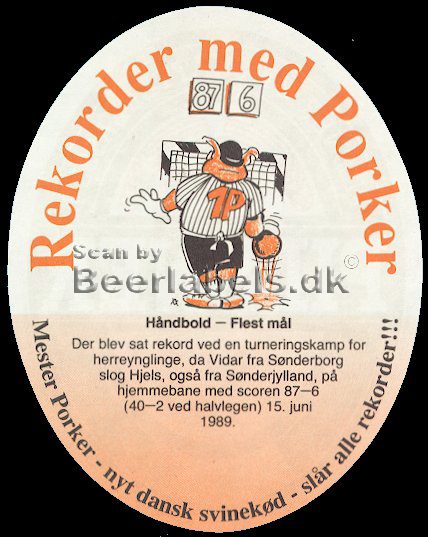 Rekorder med Porker
87 6
1P
2
Scan by
Beerlabels.dk
©
Håndbold – Flest mål
Der blev sat rekord ved en turneringskamp for
herreynglinge, da Vidar fra Sønderborg
slog Hjels, også fra Sønderjylland, på
hjemmebane med scoren 87–6
(40–2 ved halvlegen) 15. juni
1989.
Mester Porker - nyt dansk svinekød - slår alle rekorder!!!